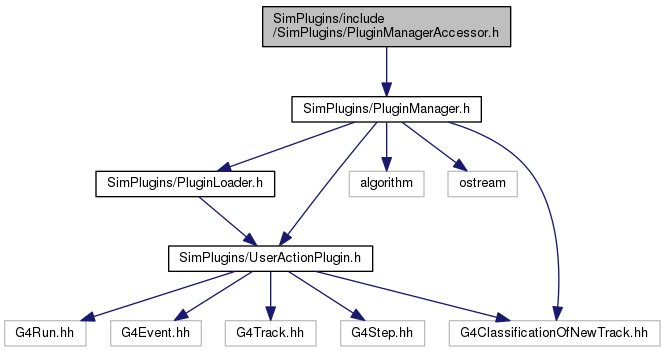 SimPlugins/include
/SimPlugins/PluginManagerAccessor.h
SimPlugins/PluginManager.h
SimPlugins/PluginLoader.h
algorithm
ostream
SimPlugins/UserActionPlugin.h
G4Run.hh
G4Event.hh
G4Track.hh
G4Step.hh
G4ClassificationOfNewTrack.hh